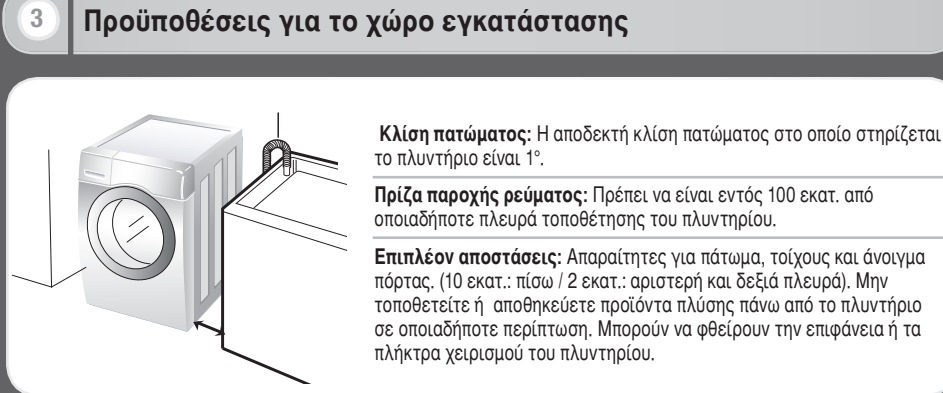 3
Προϋποθέσεις για το χώρο εγκατάστασης
Κλίση πατώματος: Η αποδεκτή κλίση πατώματος στο οποίο στηρίζεται
το πλυντήριο είναι 1°.
Πρίζα παροχής ρεύματος: Πρέπει να είναι εντός 100 εκατ. από
οποιαδήποτε πλευρά τοποθέτησης του πλυντηρίου.
Επιπλέον αποστάσεις: Απαραίτητες για πάτωμα, τοίχους και άνοιγμα
πόρτας. (10 εκατ.: πίσω / 2 εκατ.: αριστερή και δεξιά πλευρά). Μην
τοποθετείτε ή αποθηκεύετε προϊόντα πλύσης πάνω από το πλυντήριο
σε οποιαδήποτε περίπτωση. Μπορούν να φθείρουν την επιφάνεια ή τα
πλήκτρα χειρισμού του πλυντηρίου.